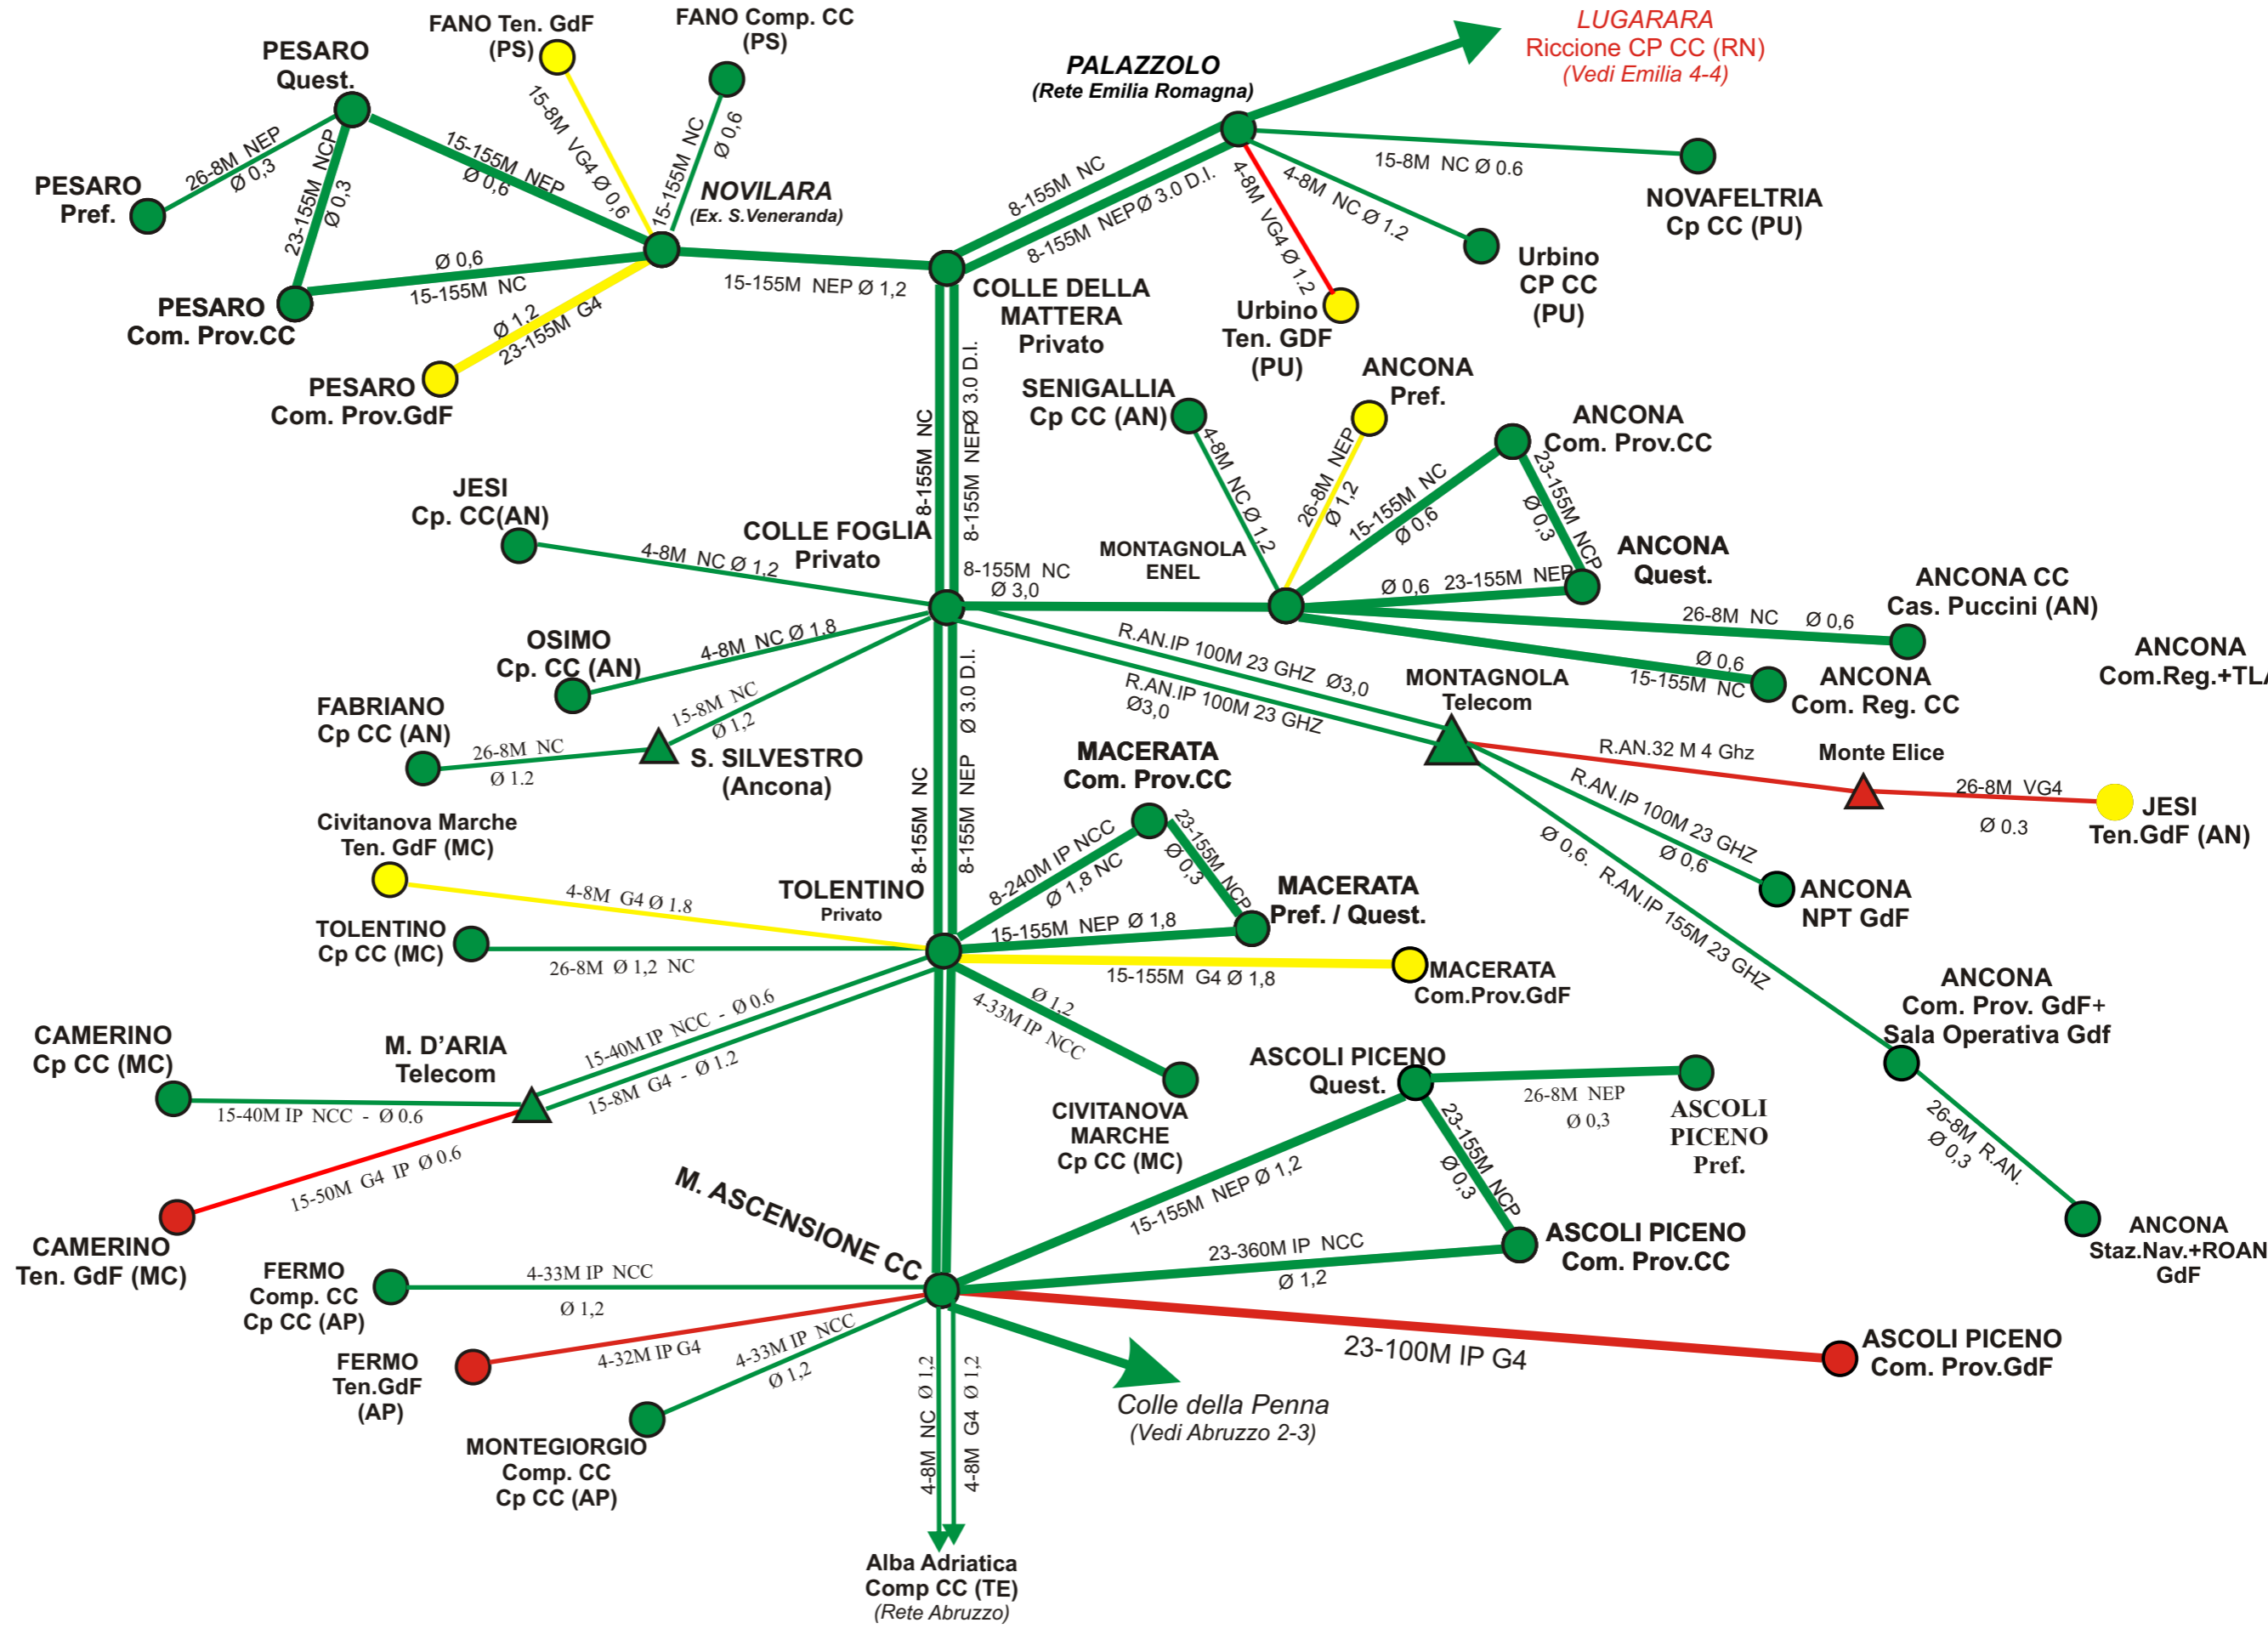 FANO Ten. GdF
(PS)
FANO Comp. CC
(PS)
LUGARARA
Riccione CP CC (RN)
(Vedi Emilia 4-4)
PESARO
Quest.
PALAZZOLO
(Rete Emilia Romagna)
15-8M VG4 Ø 0,6
15-155M NC
Ø 0,6
26-8M NEP
Ø 0,3
23-155M NCP
Ø 0,3
15-155M NEP
Ø 0,6
PESARO
Pref.
NOVILARA
(Ex. S.Veneranda)
8-155M NC
8-155M NEP Ø 3.0 D.I.
15-8M NC Ø 0.6
4-8M NC Ø 1.2
4-8M VG4 Ø 1.2
NOVAFELTRIA
Cp CC (PU)
Urbino
CP CC
(PU)
Ø 0,6
15-155M NC
15-155M NEP Ø 1,2
PESARO
Com. Prov.CC
Ø 1,2
23-155M G4
COLLE DELLA
MATTERA
Privato
Urbino
Ten. GDF
(PU)
PESARO
Com. Prov.GdF
8-155M NC
8-155M NEPØ 3.0 D.I.
SENIGALLIA
Cp CC (AN)
ANCONA
Pref.
ANCONA
Com. Prov.CC
4-8M NC Ø 1,2
26-8M NEP
Ø 1,2
15-155M NC
Ø 0,6
23-155M NCP
Ø 0,3
JESI
Cp. CC(AN)
COLLE FOGLIA
Privato
4-8M NC Ø 1,2
8-155M NC
Ø 3,0
MONTAGNOLA
ENEL
ANCONA
Quest.
Ø 0,6 23-155M NEP
ANCONA CC
Cas. Puccini (AN)
26-8M NC Ø 0,6
Ø 0,6
15-155M NC
ANCONA
Com. Reg. CC
ANCONA
Com.Reg.+TLA
OSIMO
Cp. CC (AN)
4-8M NC Ø 1,8
R.AN.IP 100M 23 GHZ Ø3,0
R.AN.IP 100M 23 GHZ
Ø3,0
MONTAGNOLA
Telecom
FABRIANO
Cp CC (AN)
15-8M NC
Ø 1,2
26-8M NC
Ø 1.2
S. SILVESTRO
(Ancona)
8-155M NC
8-155M NEP Ø 3.0 D.I.
MACERATA
Com. Prov.CC
R.AN.32 M 4 Ghz
Monte Elice
26-8M VG4
Ø 0.3
JESI
Ten.GdF (AN)
R.AN.IP 100M 23 GHZ
Ø 0,6
Ø 0,6. R.AN.IP 155M 23 GHZ
ANCONA
NPT GdF
Civitanova Marche
Ten. GdF (MC)
4-8M G4 Ø 1.8
TOLENTINO
Privato
8-240M IP NCC
Ø 1,8 NC
23-155M NCP
Ø 0,3
MACERATA
Pref. / Quest.
15-155M NEP Ø 1,8
TOLENTINO
Cp CC (MC)
26-8M Ø 1,2 NC
15-155M G4 Ø 1,8
MACERATA
Com.Prov.GdF
Ø 1,2
4-33M IP NCC
ANCONA
Com. Prov. GdF+
Sala Operativa Gdf
CAMERINO
Cp CC (MC)
M. D'ARIA
Telecom
15-40M IP NCC - Ø 0.6
15-8M G4 - Ø 1.2
15-40M IP NCC - Ø 0.6
15-50M G4 IP Ø 0.6
CIVITANOVA
MARCHE
Cp CC (MC)
ASCOLI PICENO
Quest.
26-8M NEP
Ø 0,3
ASCOLI
PICENO
Pref.
23-155M NCP
Ø 0,3
26-8M R.AN.
Ø 0,3
ANCONA
Staz.Nav.+ROAN
GdF
CAMERINO
Ten. GdF (MC)
M. ASCENSIONE CC
15-155M NEP Ø 1,2
23-360M IP NCC
Ø 1,2
ASCOLI PICENO
Com. Prov.CC
FERMO
Comp. CC
Cp CC (AP)
4-33M IP NCC
Ø 1,2
4-32M IP G4
4-33M IP NCC
Ø 1,2
FERMO
Ten.GdF
(AP)
23-100M IP G4
ASCOLI PICENO
Com. Prov.GdF
4-8M NC Ø 1,2
4-8M G4 Ø 1,2
Colle della Penna
(Vedi Abruzzo 2-3)
MONTEGIORGIO
Comp. CC
Cp CC (AP)
Alba Adriatica
Comp CC (TE)
(Rete Abruzzo)